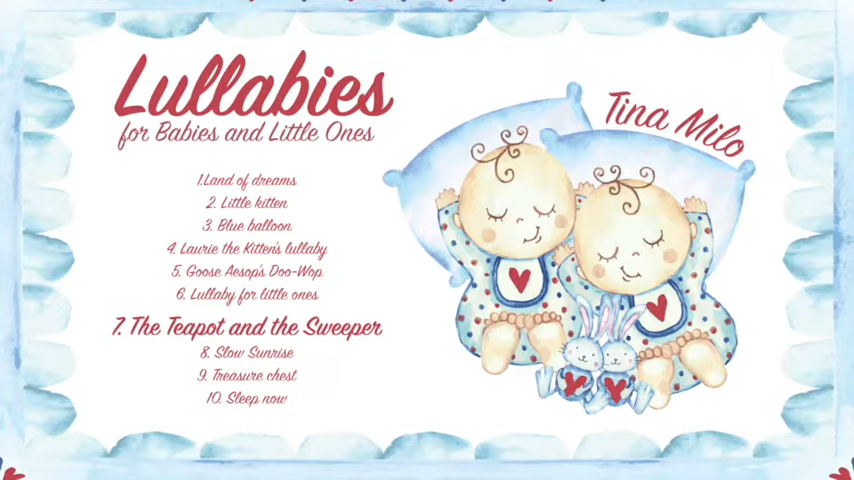 Lullabies
for Babies and Little Ones
1.Land of dreams
2. Little kitten
3. Blue balloon
4. Laurie the Kitten's lullaby
5. Goose Aesop's Doo-Wop
6. Lullaby for little ones
7. The Teapot and the Sweeper
8. Slow Sunrise
9. Treasure chest
10. Sleep now
Tina Milo